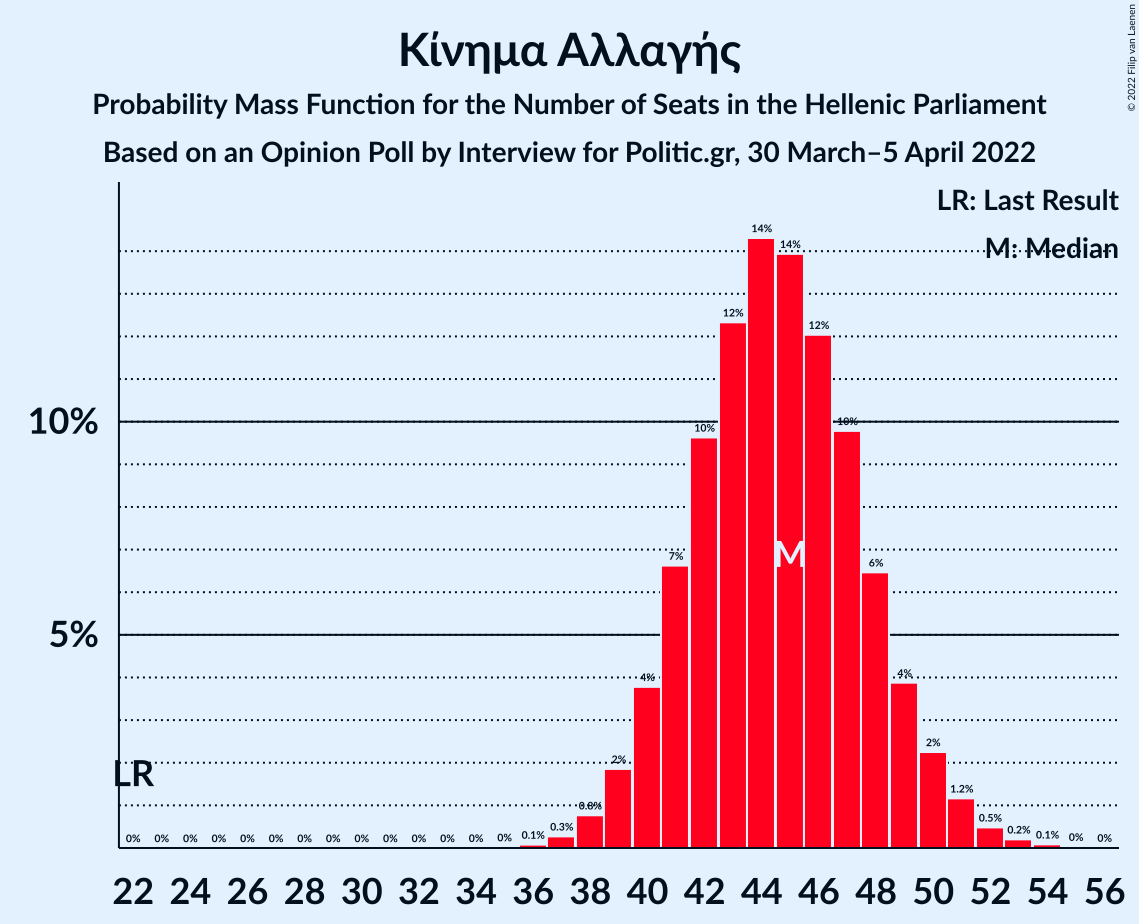 Κίνημα Αλλαγής
Probability Mass Function for the Number of Seats in the Hellenic Parliament
Based on an Opinion Poll by Interview for Politic.gr, 30 March–5 April 2022
© 2022 Filip van Laenen
LR: Last Result
M: Median
10%
5%
LR
M
0% 0% 0% 0% 0% 0% 0% 0% 0% 0% 0% 0% 0% 0% 0.1% 0.3% 0.8% 2% 4% 7% 10% 12% 14% 14% 12% 10% 6% 4% 2% 1.2% 0.5% 0.2% 0.1% 0% 0%
22 24 26 28 30 32 34 36 38 40 42 44 46 48 50 52 54 56